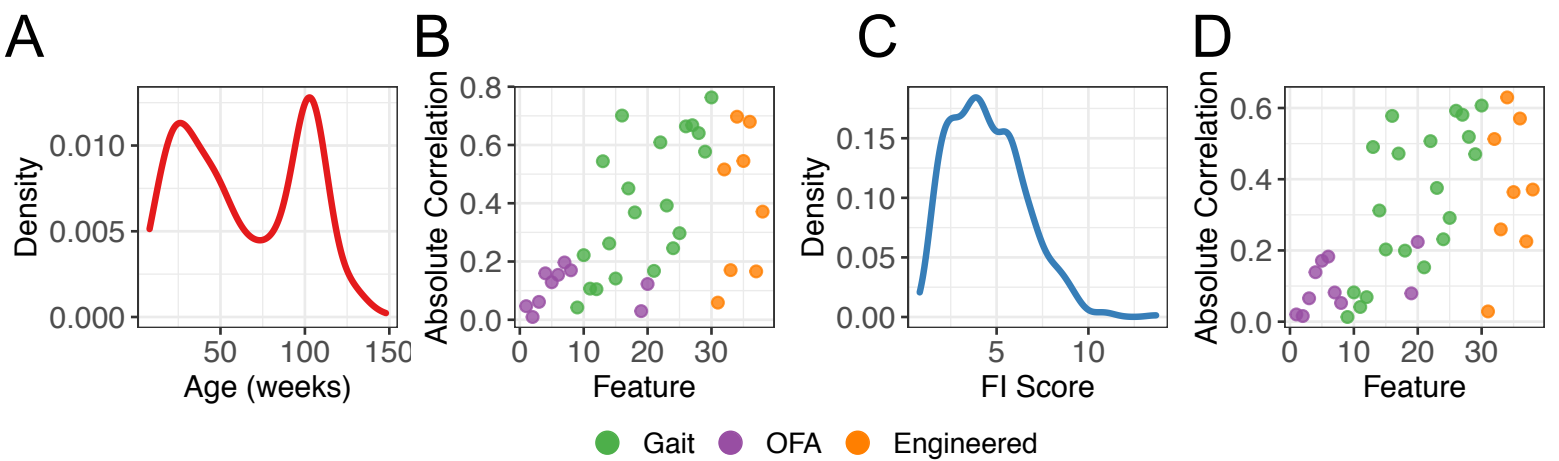 A
Density
0.010
0.005
0.000
50
100
150
Age (weeks)
B
Absolute Correlation
0.8
0.6
0.4
0.2
0.0
0
10
20
30
Feature
C
Density
0.15
0.10
0.05
0.00
5
10
FI Score
D
Absolute Correlation
0.6
0.4
0.2
0.0
0
10
20
30
Feature
Gait
OFA
Engineered